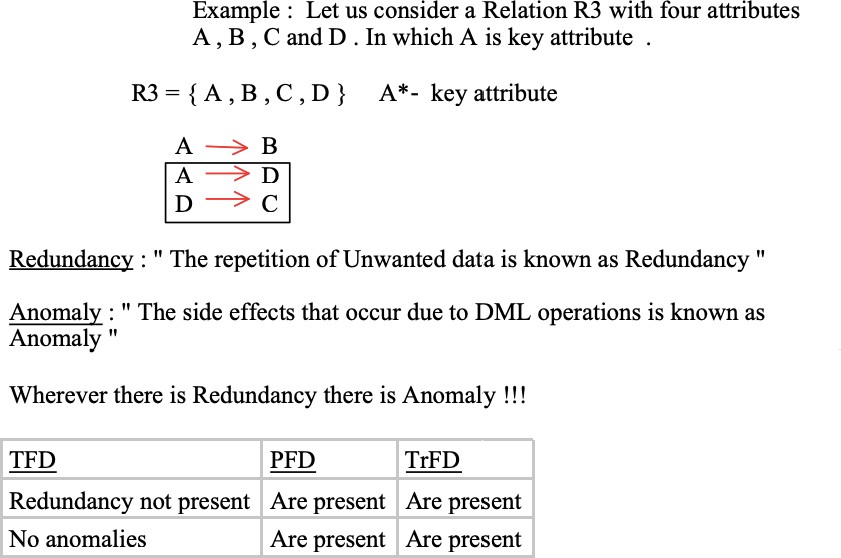 Example : Let us consider a Relation R3 with four attributes
A , B , C and D . In which A is key attribute .
R3 = { A , B , C , D } A*- key attribute
A → B
A → D
D → C
Redundancy : " The repetition of Unwanted data is known as Redundancy "
Anomaly : " The side effects that occur due to DML operations is known as
Anomaly "
Wherever there is Redundancy there is Anomaly !!!
TFD PFD TrFD
Redundancy not present Are present Are present
No anomalies Are present Are present